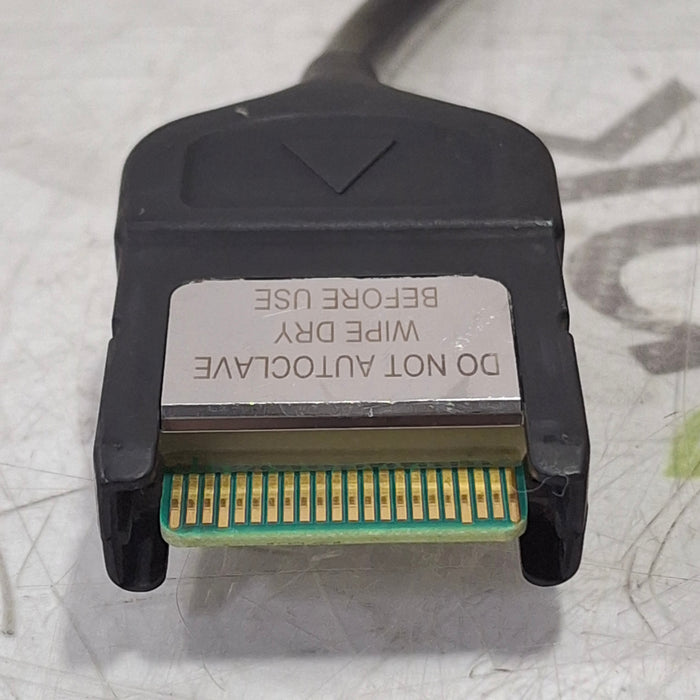 DO NOT AUTOCLAVE
WIPE DRY
BEFORE USE